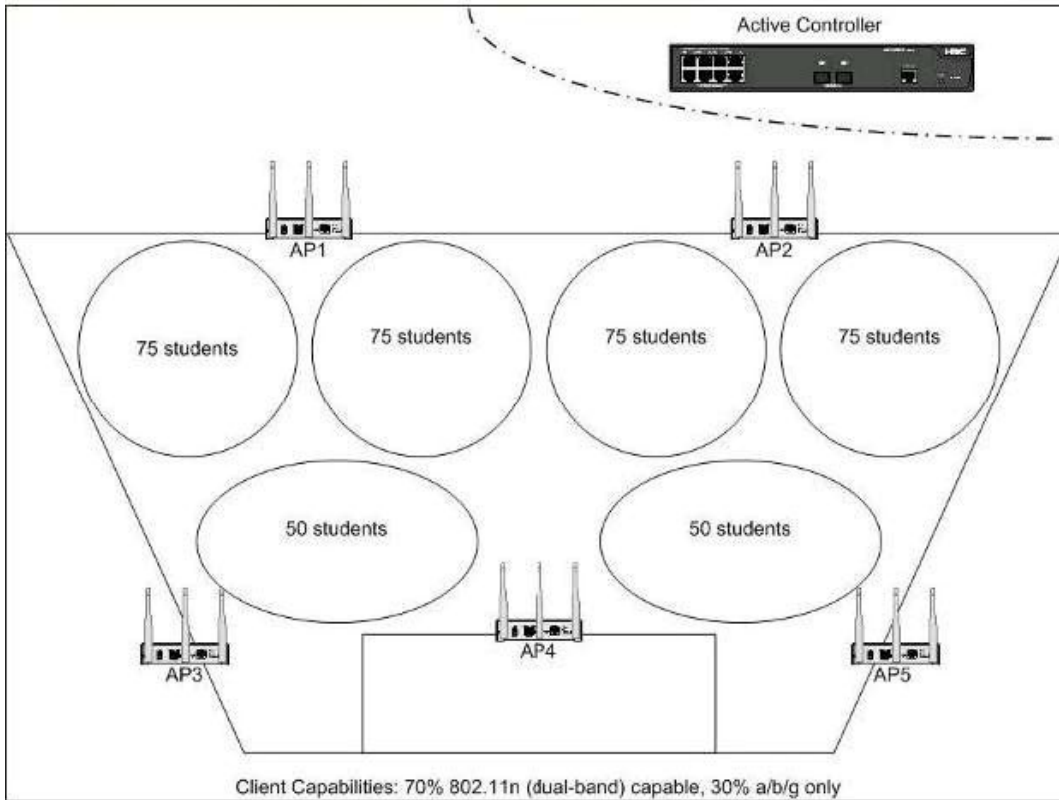 Active Controller
H3C
AP1
AP2
75 students
75 students
75 students
75 students
50 students
50 students
AP4
AP3
AP5
Client Capabilities: 70% 802.11n (dual-band) capable, 30% a/b/g only